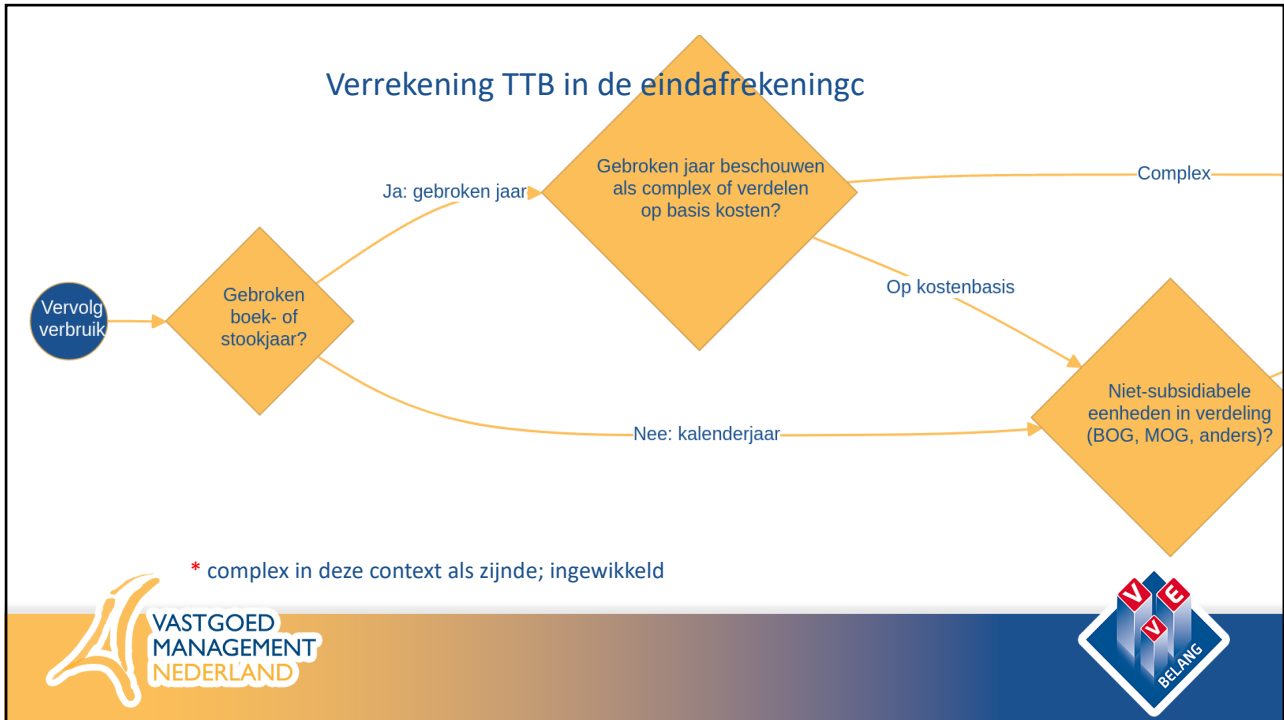 Verrekening TTB in de eindafrekeningc
Gebroken jaar beschouwen
als complex of verdelen
op basis kosten?
Ja: gebroken jaar
Complex
Gebroken
boek- of
stookjaar?
Vervolg
verbruik
Op kostenbasis
Niet-subsidiabele
eenheden in verdeling
(BOG, MOG, anders)?
Nee: kalenderjaar
* complex in deze context als zijnde; ingewikkeld
VASTGOED
MANAGEMENT
NEDERLAND
V V E
BELANG